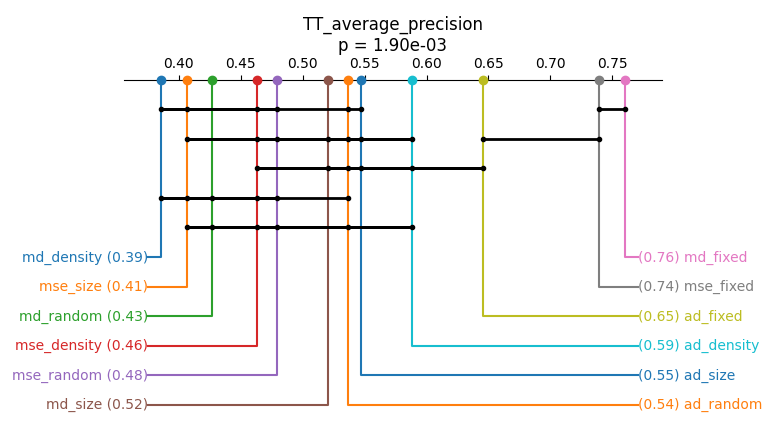 TT_average_precision
p = 1.90e-03
0.40 0.45 0.50 0.55 0.60 0.65 0.70 0.75
md_density (0.39) (0.76) md_fixed
mse_size (0.41) (0.74) mse_fixed
md_random (0.43) (0.65) ad_fixed
mse_density (0.46) (0.59) ad_density
mse_random (0.48) (0.55) ad_size
md_size (0.52) (0.54) ad_random